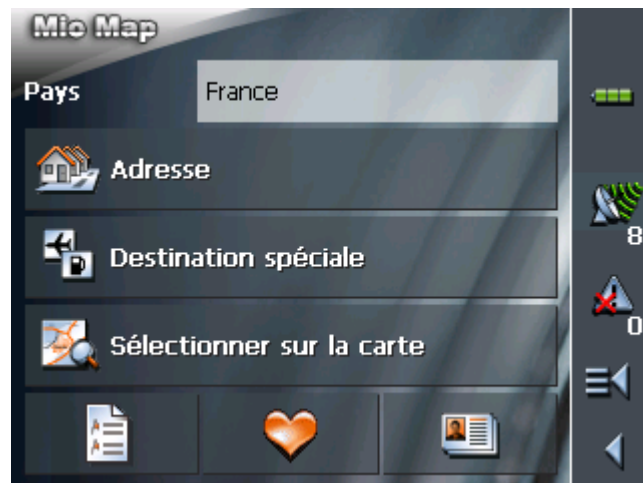 Mio Map
Pays
France
Adresse
8
Destination spéciale
0
Sélectionner sur la carte